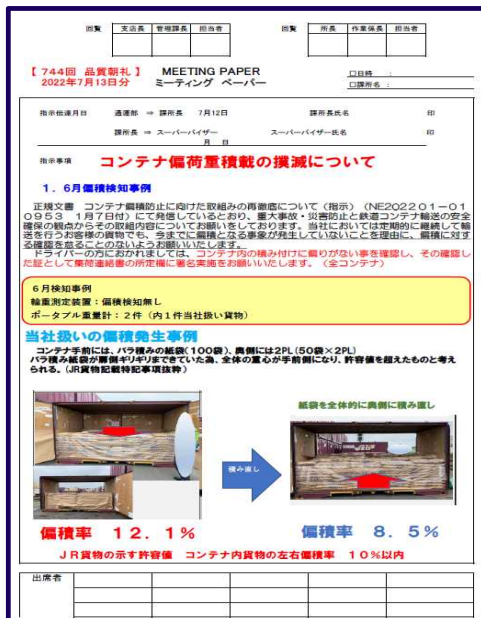 回覧 支店長 管理課長 担当者 回覧 所長 作業係長 担当者
【 744回 品質朝礼 】 MEETING PAPER
2022年7月13日分 ミーティング ペーパー
□日時 :
□課所名 :
指示伝達月日 通運部 ⇒ 課所長 7月12日 課所長氏名 印
課所長 ⇒ スーパーバイザー スーパーバイザー氏名 印
月 日
指示事項 コンテナ偏荷重積載の撲滅について
1. 6月偏積検知事例
正規文書 コンテナ偏積防止に向けた取組みの再徹底について(指示)(NE202201-01
0953 1月7日付)にて発信しているとおり、重大事故・災害防止と鉄道コンテナ輸送の安全
確保の観点からその取組内容についてお願いをしております。当社においては定期的に継続して輸
送を行うお客様の貨物でも、今までに偏積となる事象が発生していないことを理由に、偏積に対す
る確認を怠ることのないようお願いいたします。
ドライバーの方におかれましては、コンテナ内の積み付けに偏りがない事を確認し、その確認し
た証として集荷連絡書の所定欄に署名実施をお願いいたします。(全コンテナ)
6月検知事例
輪重測定装置:偏積検知無し
ポータブル重量計:2件(内1件当社扱い貨物)
当社扱いの偏積発生事例
コンテナ手前には、バラ積みの紙袋(100袋)、奥側には2PL(50袋×2PL)
バラ積み紙袋が扉側ギリギリまできていた為、全体の重心が手前側になり、許容値を超えたものと考え
られる。(JR貨物記載特記事項抜粋)
紙袋を全体的に奥側に積み直し
積み直し
偏積率 12.1% 偏積率 8.5%
JR貨物の示す許容値 コンテナ内貨物の左右偏積率 10%以内
出席者